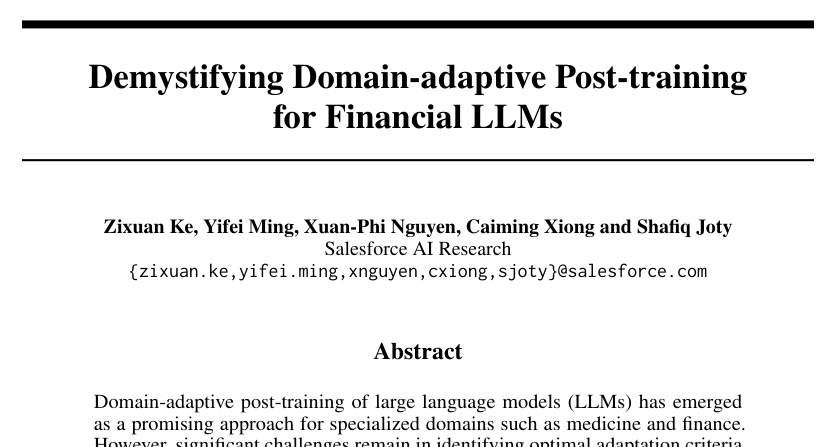 Demystifying Domain-adaptive Post-training
for Financial LLMs
Zixuan Ke, Yifei Ming, Xuan-Phi Nguyen, Caiming Xiong and Shafiq Joty
Salesforce AI Research
{zixuan.ke,yifei.ming,xnguyen,cxiong,sjoty}@salesforce.com
Abstract
Domain-adaptive post-training of large language models (LLMs) has emerged
as a promising approach for specialized domains such as medicine and finance.
However, significant challenges remain in identifying optimal adaptation criteria